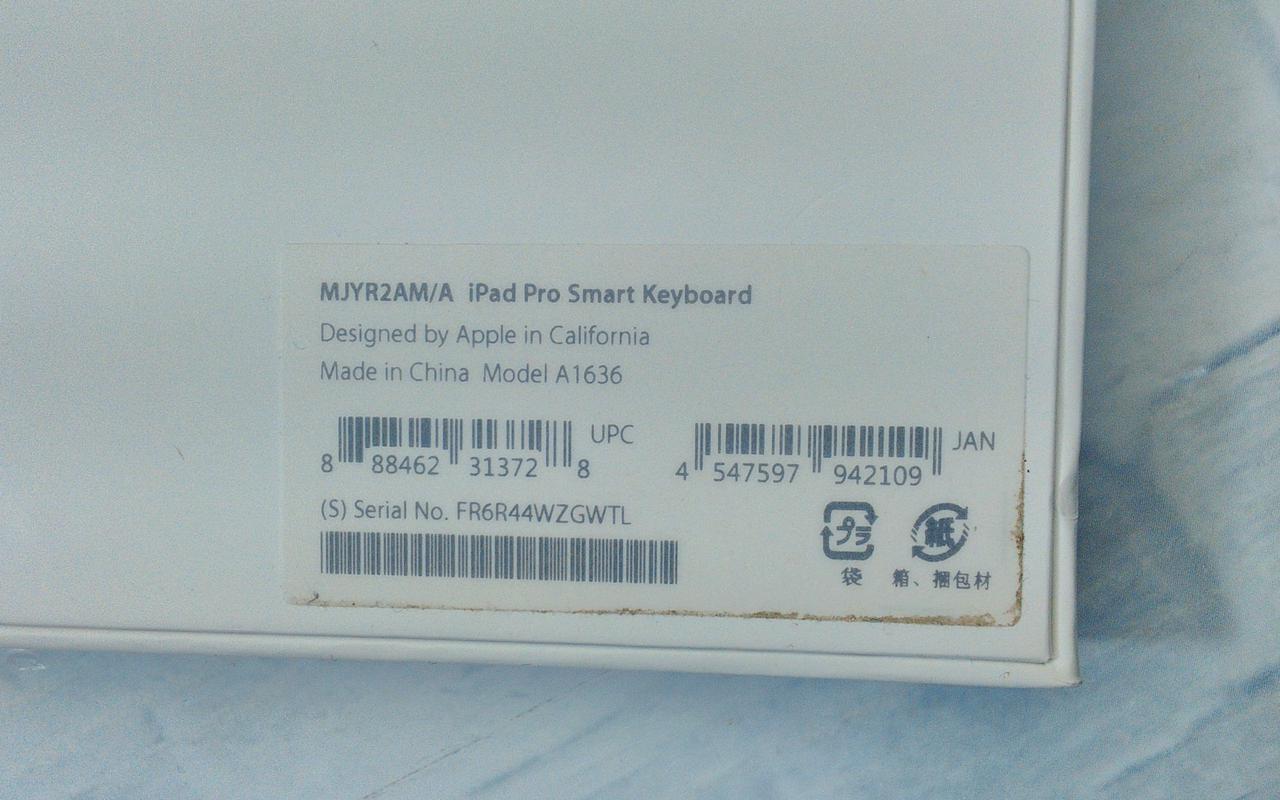 MJYR2AM/A iPad Pro Smart Keyboard
Designed by Apple in California
Made in China Model A1636
8 88462 31372 8 UPC
4 547597 942109 JAN
(S) Serial No. FR6R44WZGWTL
プラ 紙
袋 箱、梱包材